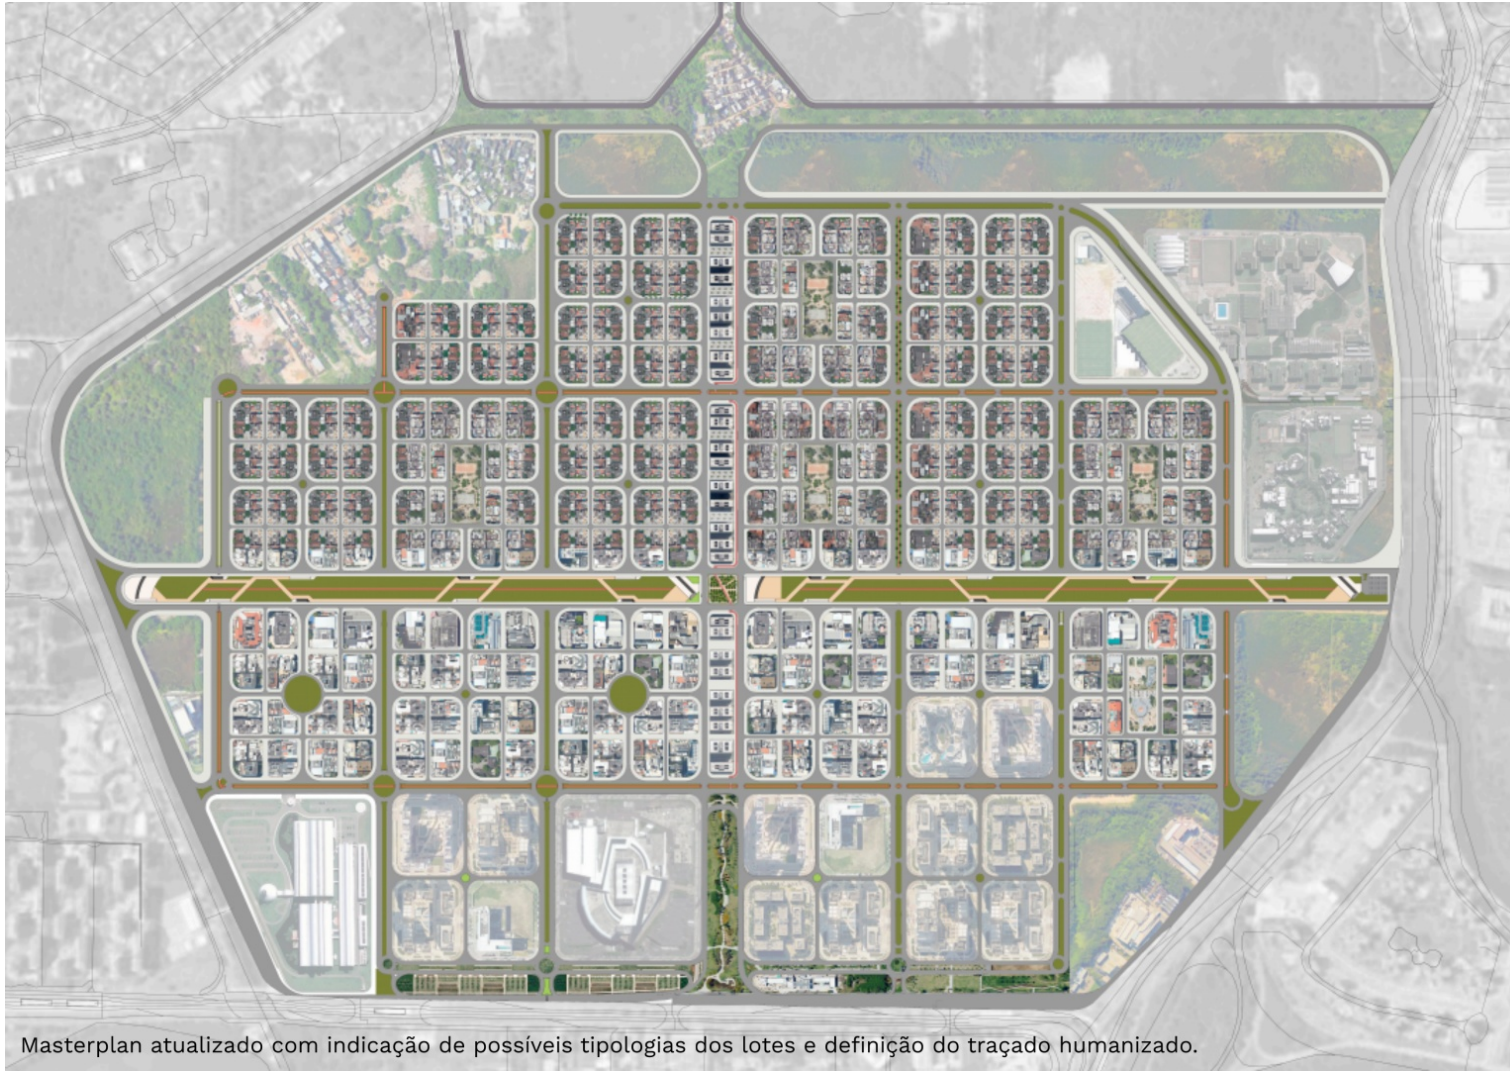 Masterplan atualizado com indicação de possíveis tipologias dos lotes e definição do traçado humanizado.